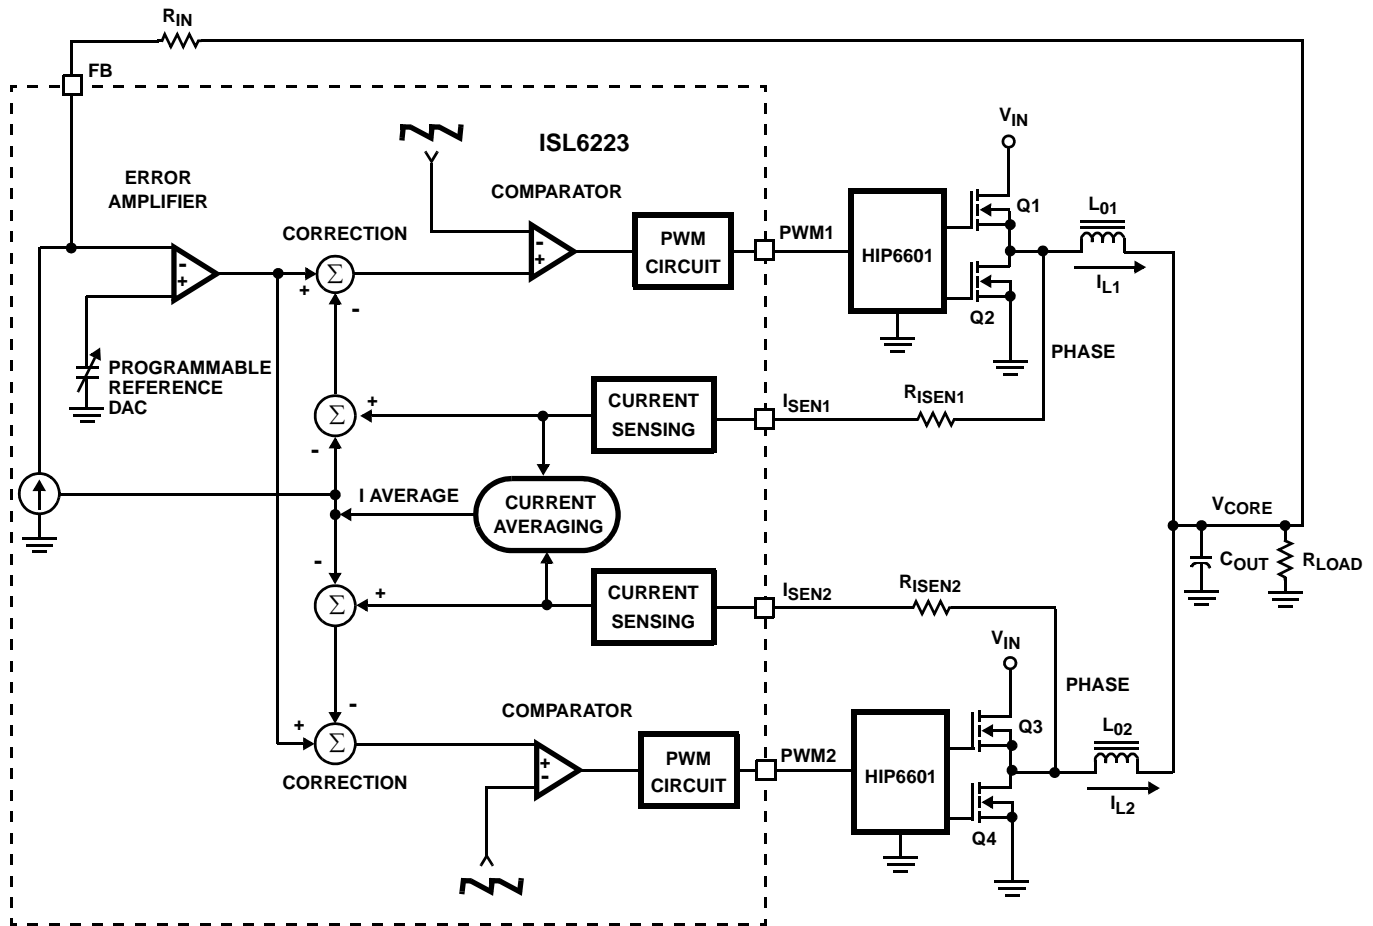 RIN
FB
ISL6223
VIN
ERROR
AMPLIFIER
COMPARATOR
CORRECTION
Q1
L01
PWM
CIRCUIT
PWM1
HIP6601
-
+
-
+
Σ
+
-
IL1
Q2
PHASE
PROGRAMMABLE
REFERENCE
DAC
Σ
+
-
CURRENT
SENSING
ISEN1
RISEN1
I AVERAGE
CURRENT
AVERAGING
VCORE
COUT
RLOAD
-
Σ
+
CURRENT
SENSING
ISEN2
RISEN2
VIN
PHASE
-
+
Σ
CORRECTION
COMPARATOR
+
-
PWM
CIRCUIT
PWM2
HIP6601
Q3
L02
IL2
Q4